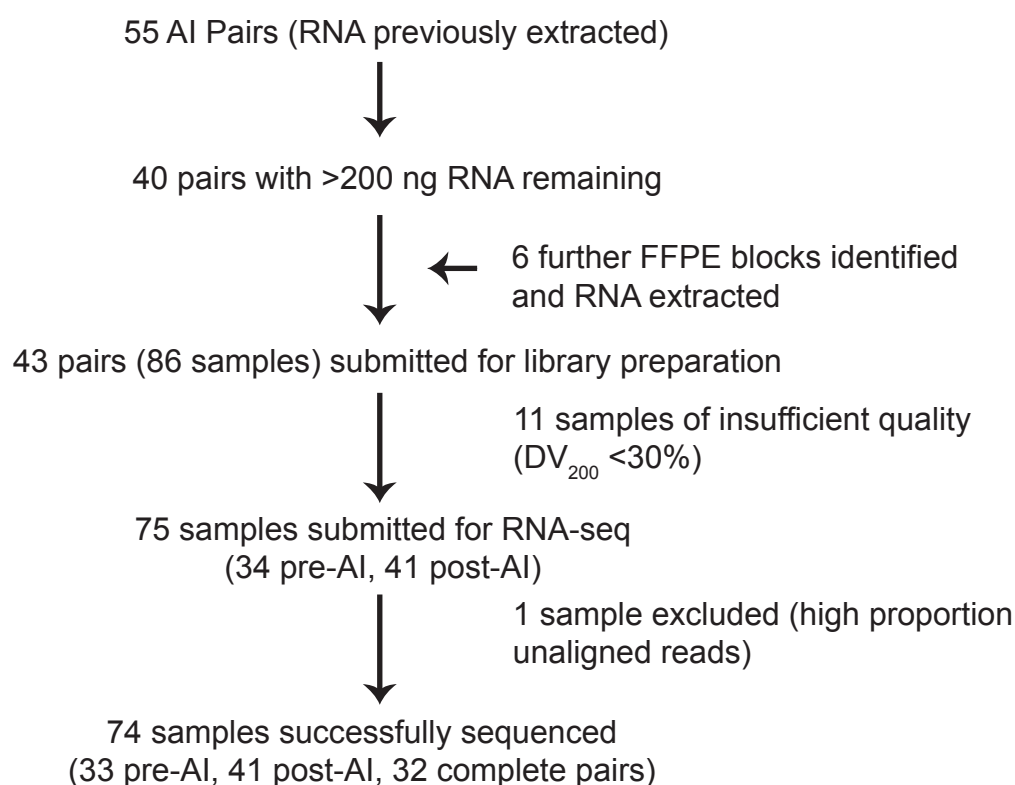 55 AI Pairs (RNA previously extracted)
40 pairs with >200 ng RNA remaining
6 further FFPE blocks identified
and RNA extracted
43 pairs (86 samples) submitted for library preparation
11 samples of insufficient quality
(DV200 <30%)
75 samples submitted for RNA-seq
(34 pre-AI, 41 post-AI)
1 sample excluded (high proportion
unaligned reads)
74 samples successfully sequenced
(33 pre-AI, 41 post-AI, 32 complete pairs)